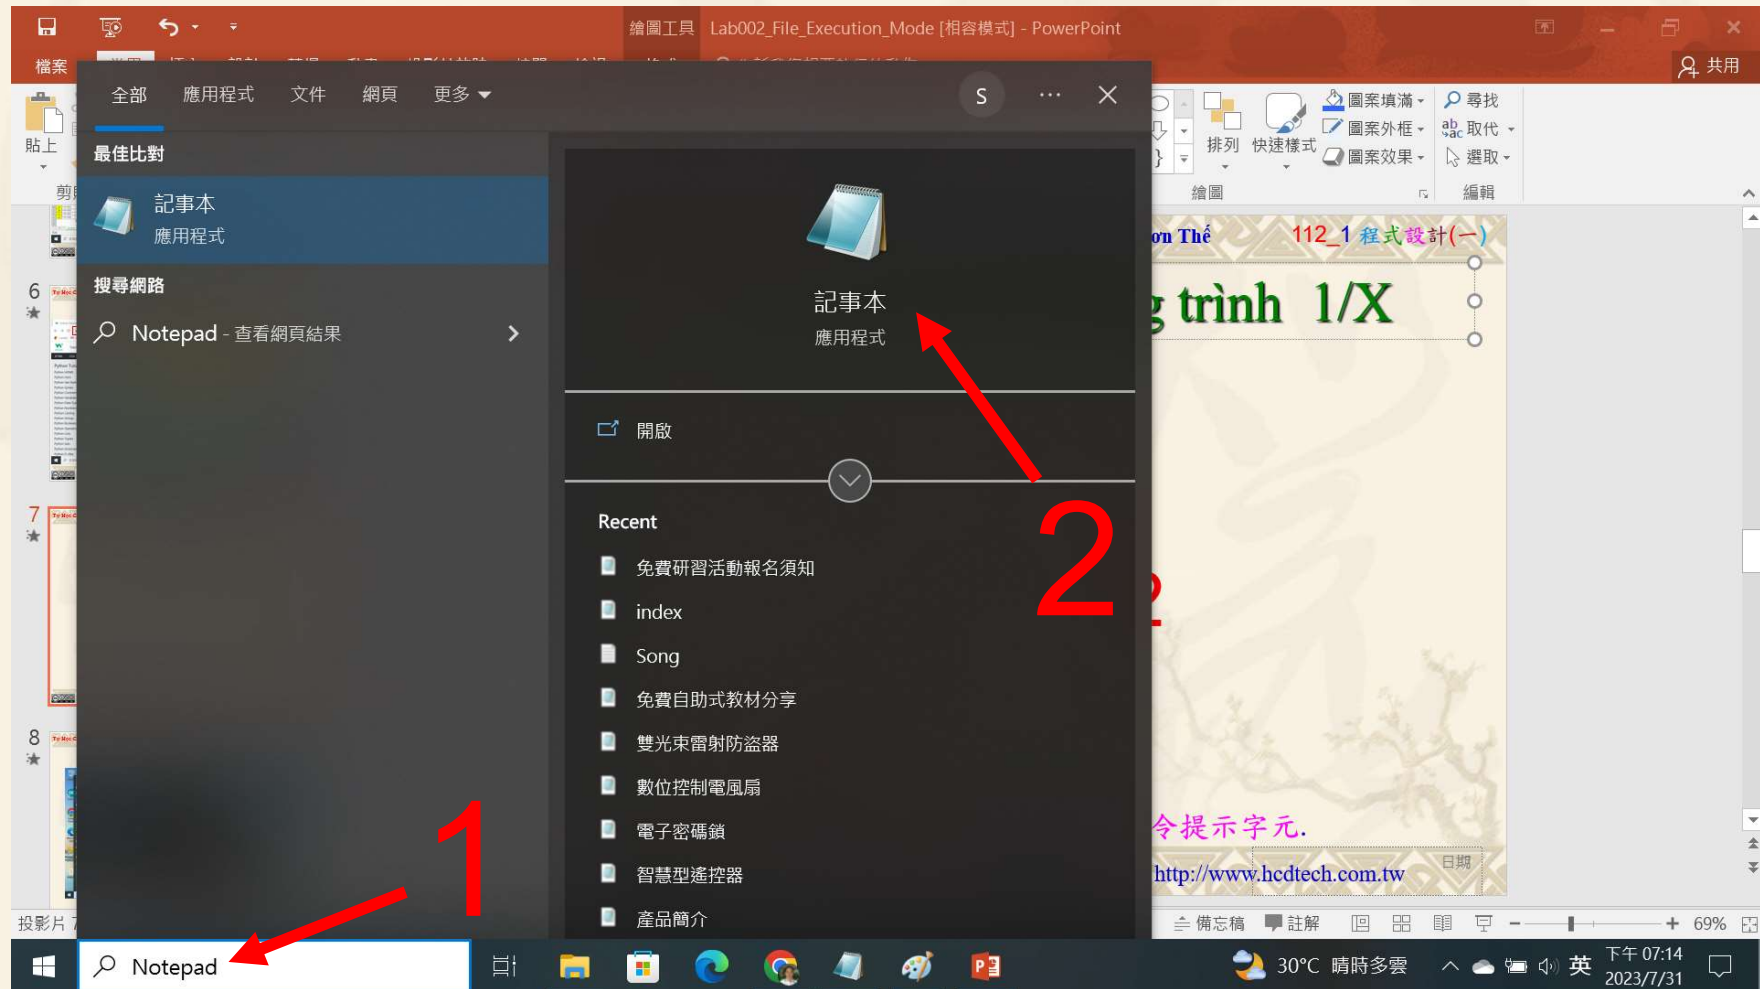 繪圖工具 Lab002_File_Execution_Mode [相容模式] - PowerPoint
檔案
共用
全部 應用程式 文件 網頁 更多
S
貼上
排列 快速樣式
圖案填滿
圖案外框
圖案效果
尋找
取代
選取
繪圖
編輯
最佳比對
記事本
應用程式
搜尋網路
Notepad - 查看網頁結果
記事本
應用程式
開啟
Recent
免費研習活動報名須知
index
Song
免費自助式教材分享
雙光束雷射防盜器
數位控制電風扇
電子密碼鎖
智慧型遙控器
產品簡介
1
2
6
7
8
ơn Thế
112_1 程式設計(一)
trình 1/X
令提示字元.
http://www.hcdtech.com.tw
日期
投影片 7
備忘稿 註解
69%
Notepad
30°C 晴時多雲
英
下午 07:14
2023/7/31